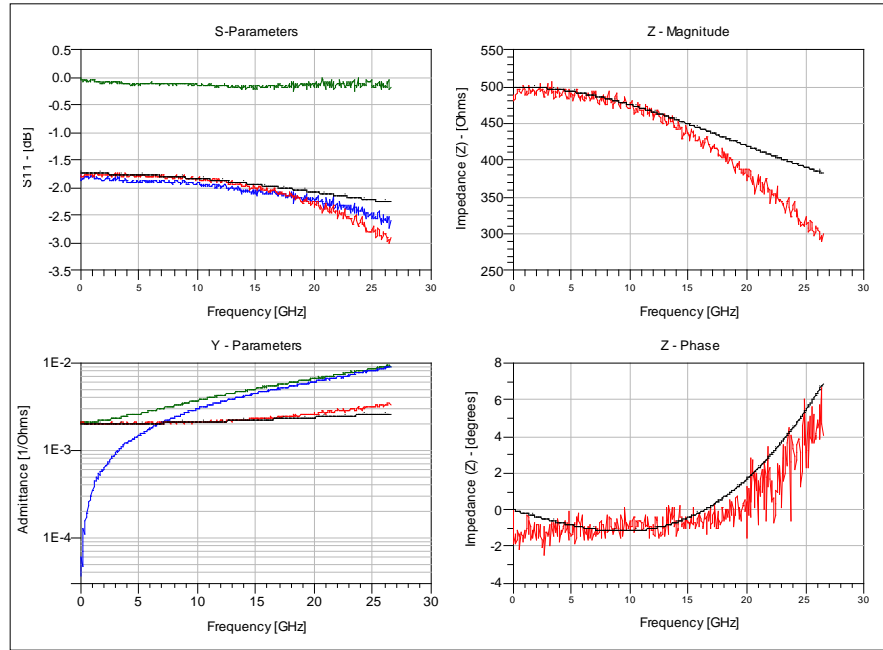 S-Parameters
S11 - [dB]
0.5
0.0
-0.5
-1.0
-1.5
-2.0
-2.5
-3.0
-3.5
0 5 10 15 20 25 30
Frequency [GHz]
Z - Magnitude
Impedance (Z) - [Ohms]
500
450
400
350
300
250
0 5 10 15 20 25 30
Frequency [GHz]
Y - Parameters
Admittance [1/Ohms]
1E-2
1E-3
1E-4
0 5 10 15 20 25 30
Frequency [GHz]
Z - Phase
Impedance (Z) - [degrees]
8
6
4
2
0
-2
-4
0 5 10 15 20 25 30
Frequency [GHz]